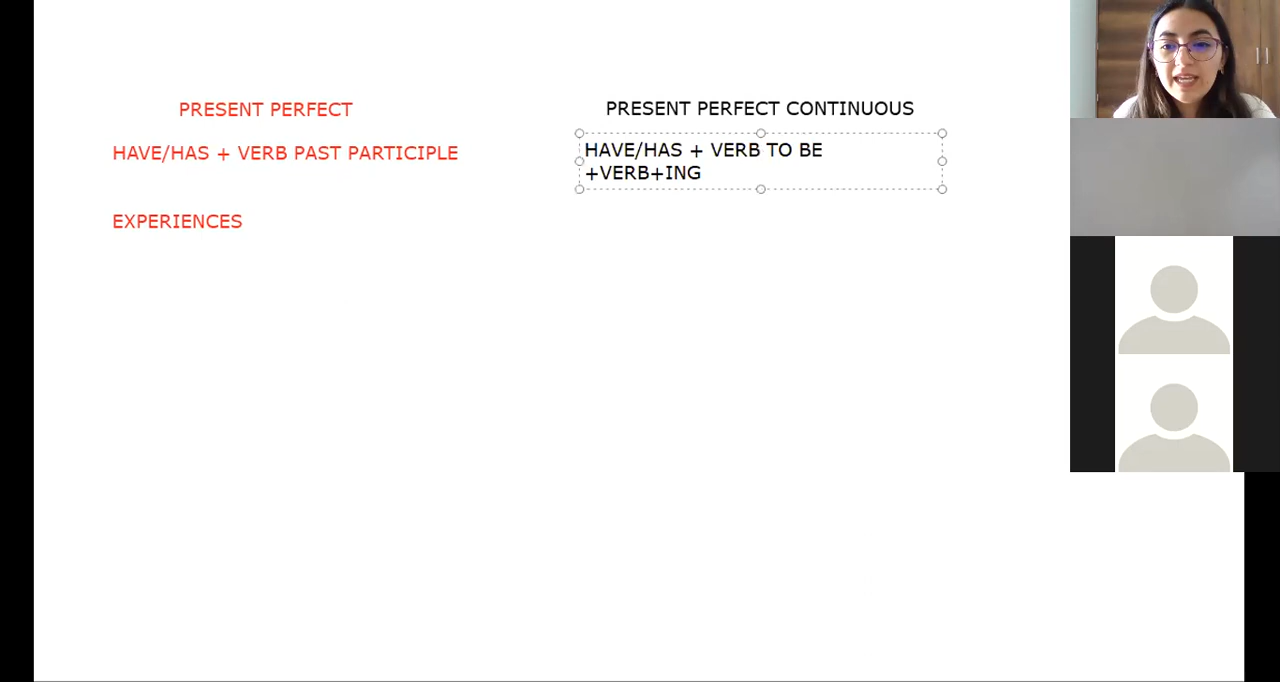 PRESENT PERFECT
HAVE/HAS + VERB PAST PARTICIPLE
EXPERIENCES
PRESENT PERFECT CONTINUOUS
HAVE/HAS + VERB TO BE
+VERB+ING